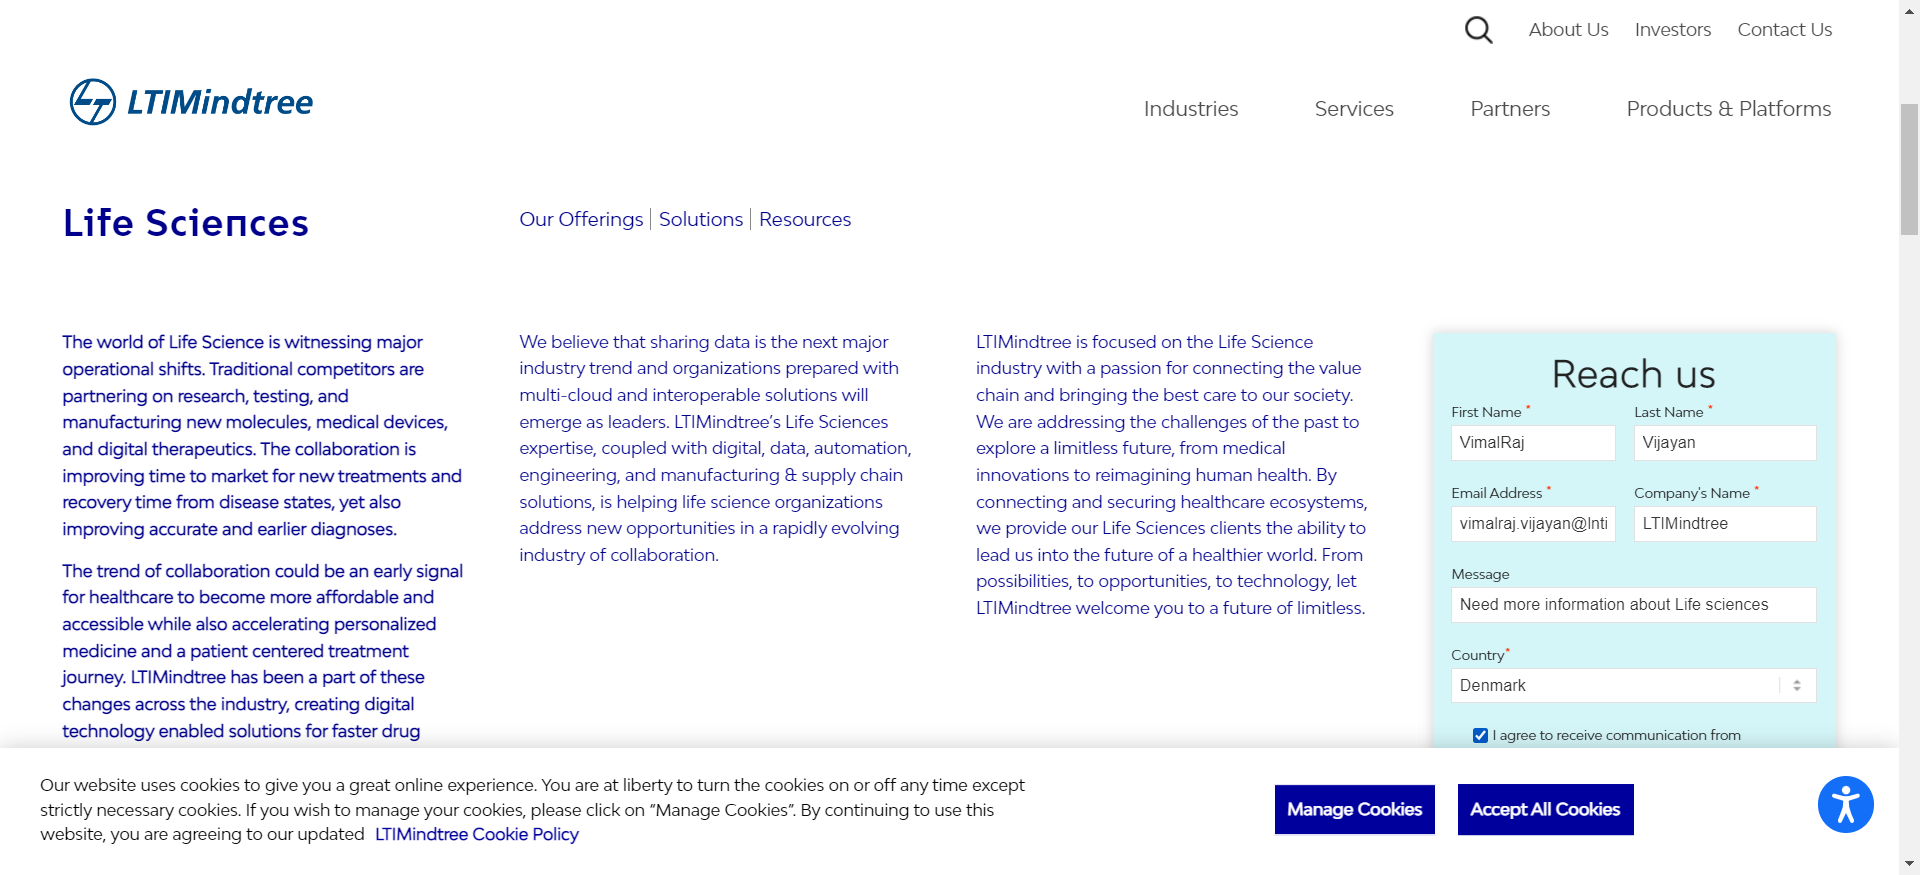 About Us
Investors
Contact Us
LTIMindtree
Industries
Services
Partners
Products & Platforms
Life Sciences
Our Offerings
Solutions
Resources
The world of Life Science is witnessing major
operational shifts. Traditional competitors are
partnering on research, testing, and
manufacturing new molecules, medical devices,
and digital therapeutics. The collaboration is
improving time to market for new treatments and
recovery time from disease states, yet also
improving accurate and earlier diagnoses.
The trend of collaboration could be an early signal
for healthcare to become more affordable and
accessible while also accelerating personalized
medicine and a patient centered treatment
journey. LTIMindtree has been a part of these
changes across the industry, creating digital
technology enabled solutions for faster drug
We believe that sharing data is the next major
industry trend and organizations prepared with
multi-cloud and interoperable solutions will
emerge as leaders. LTIMindtree's Life Sciences
expertise, coupled with digital, data, automation,
engineering, and manufacturing & supply chain
solutions, is helping life science organizations
address new opportunities in a rapidly evolving
industry of collaboration.
LTIMindtree is focused on the Life Science
industry with a passion for connecting the value
chain and bringing the best care to our society.
We are addressing the challenges of the past to
explore a limitless future, from medical
innovations to reimagining human health. By
connecting and securing healthcare ecosystems,
we provide our Life Sciences clients the ability to
lead us into the future of a healthier world. From
possibilities, to opportunities, to technology, let
LTIMindtree welcome you to a future of limitless.
Reach us
First Name *
Last Name *
VimalRaj
Vijayan
Email Address *
Company's Name *
vimalraj.vijayan@lnti
LTIMindtree
Message
Need more information about Life sciences
Country*
Denmark
I agree to receive communication from
Our website uses cookies to give you a great online experience. You are at liberty to turn the cookies on or off any time except
strictly necessary cookies. If you wish to manage your cookies, please click on "Manage Cookies". By continuing to use this
website, you are agreeing to our updated LTIMindtree Cookie Policy
Manage Cookies
Accept All Cookies